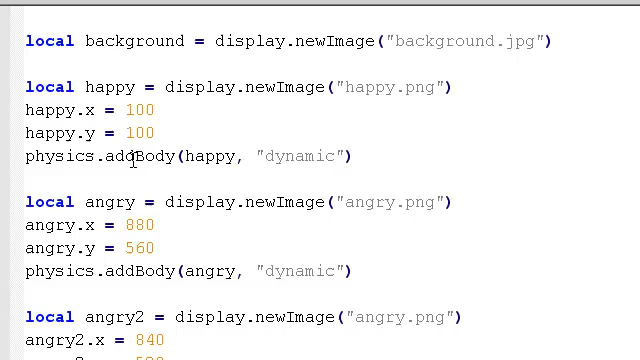 local background = display.newImage("background.jpg")
local happy = display.newImage("happy.png")
happy.x = 100
happy.y = 100
physics.addBody(happy, "dynamic")
local angry = display.newImage("angry.png")
angry.x = 880
angry.y = 560
physics.addBody(angry, "dynamic")
local angry2 = display.newImage("angry.png")
angry2.x = 840